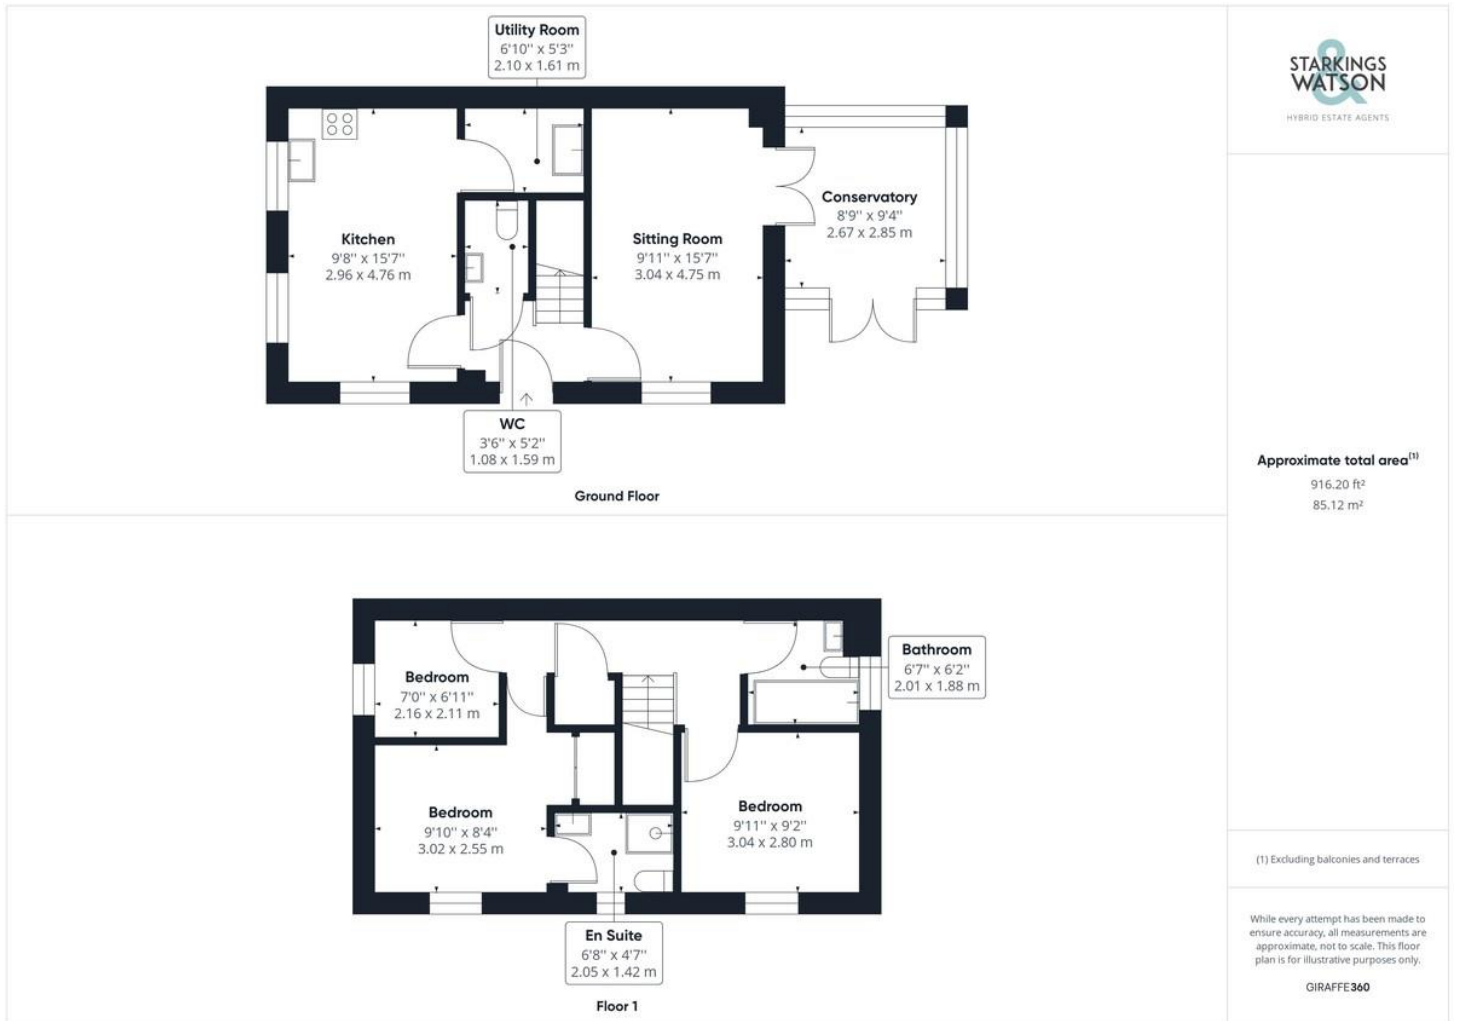 Utility Room
6'10'' x 5'3''
2.10 x 1.61 m
Kitchen
9'8'' x 15'7''
2.96 x 4.76 m
Sitting Room
9'11'' x 15'7''
3.04 x 4.75 m
Conservatory
8'9'' x 9'4''
2.67 x 2.85 m
WC
3'6'' x 5'2''
1.08 x 1.59 m
Ground Floor
Bedroom
7'0'' x 6'11''
2.16 x 2.11 m
Bathroom
6'7'' x 6'2''
2.01 x 1.88 m
Bedroom
9'10'' x 8'4''
3.02 x 2.55 m
Bedroom
9'11'' x 9'2''
3.04 x 2.80 m
En Suite
6'8'' x 4'7''
2.05 x 1.42 m
Floor 1
STARKINGS
&
WATSON
HYBRID ESTATE AGENTS
Approximate total area(1)
916.20 ft²
85.12 m²
(1) Excluding balconies and terraces
While every attempt has been made to
ensure accuracy, all measurements are
approximate, not to scale. This floor
plan is for illustrative purposes only.
GIRAFFE360